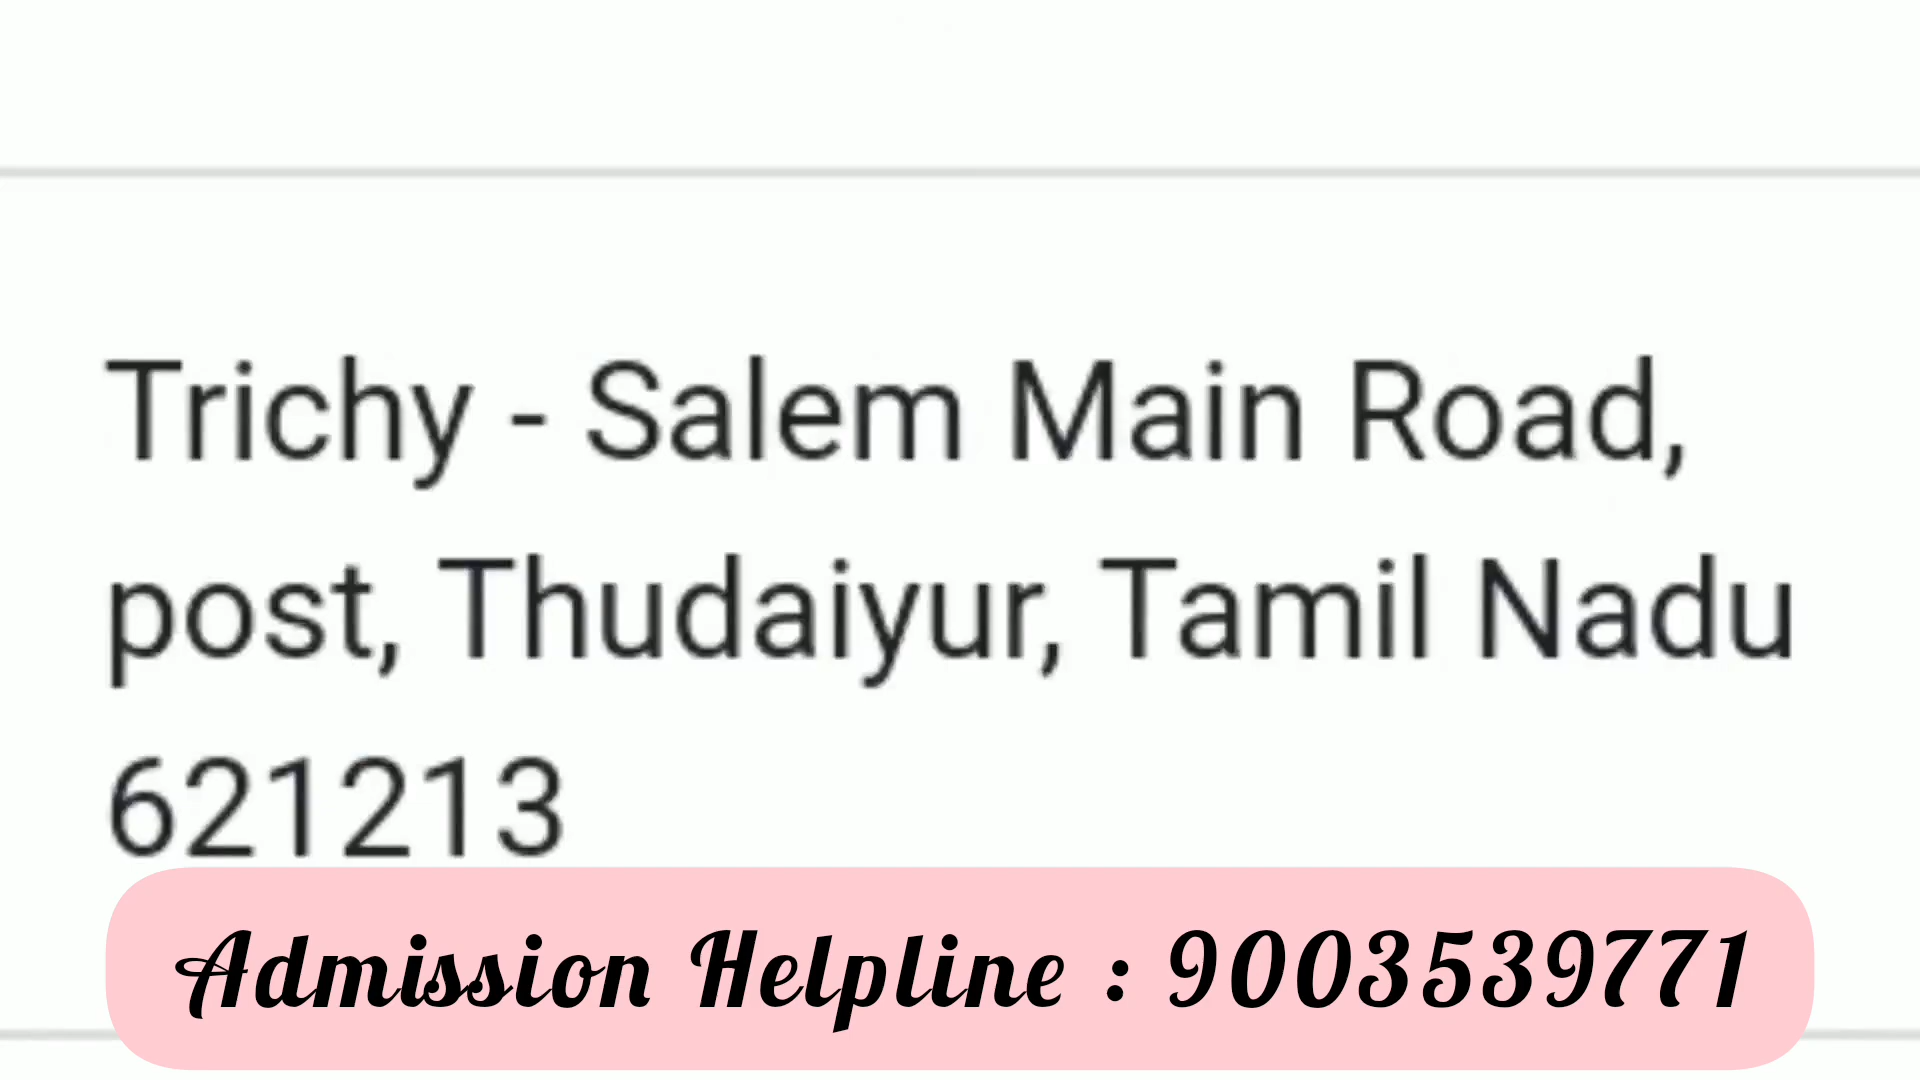 Trichy - Salem Main Road,
post, Thudaiyur, Tamil Nadu
621213
Admission Helpline : 9003539771